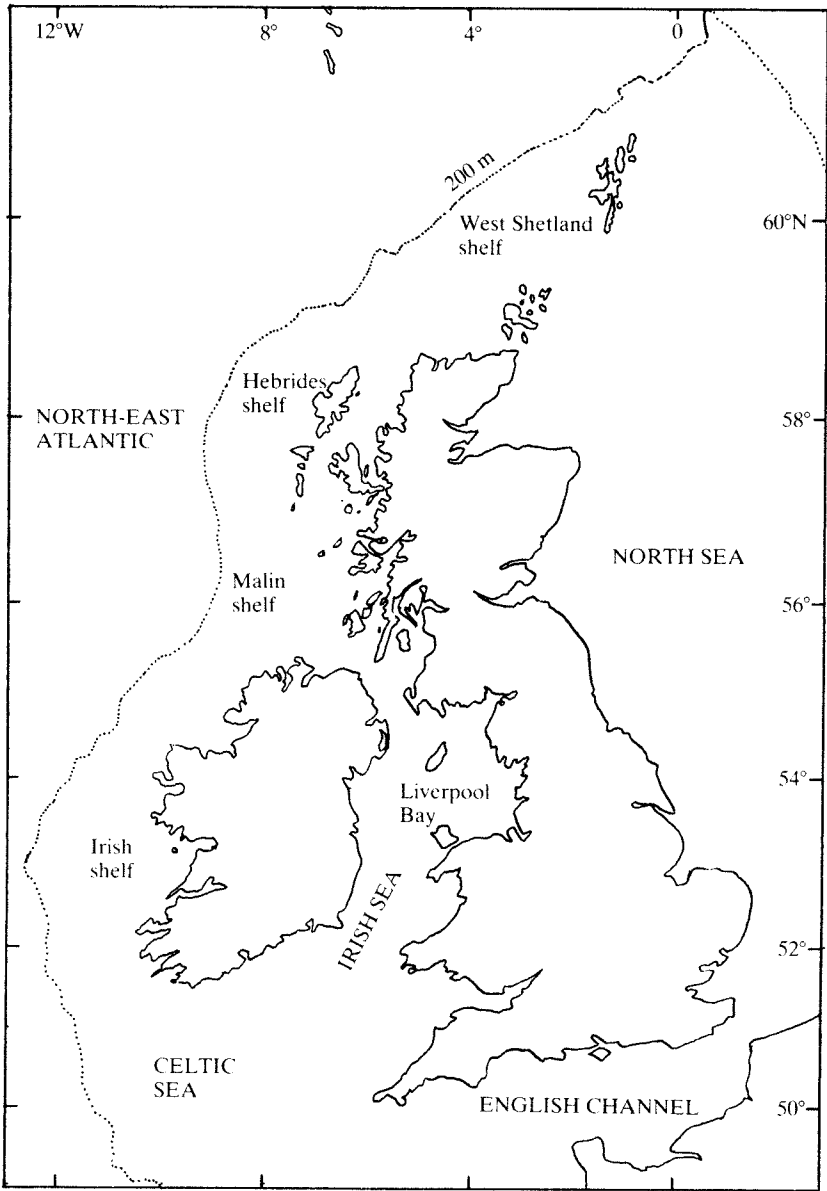 12°W 8° 4° 0
200 m
West Shetland
shelf
60°N
Hebrides
shelf
NORTH-EAST
ATLANTIC
58°
NORTH SEA
Malin
shelf
56°
54°
Liverpool
Bay
Irish
shelf
IRISH SEA
52°
CELTIC
SEA
ENGLISH CHANNEL
50°